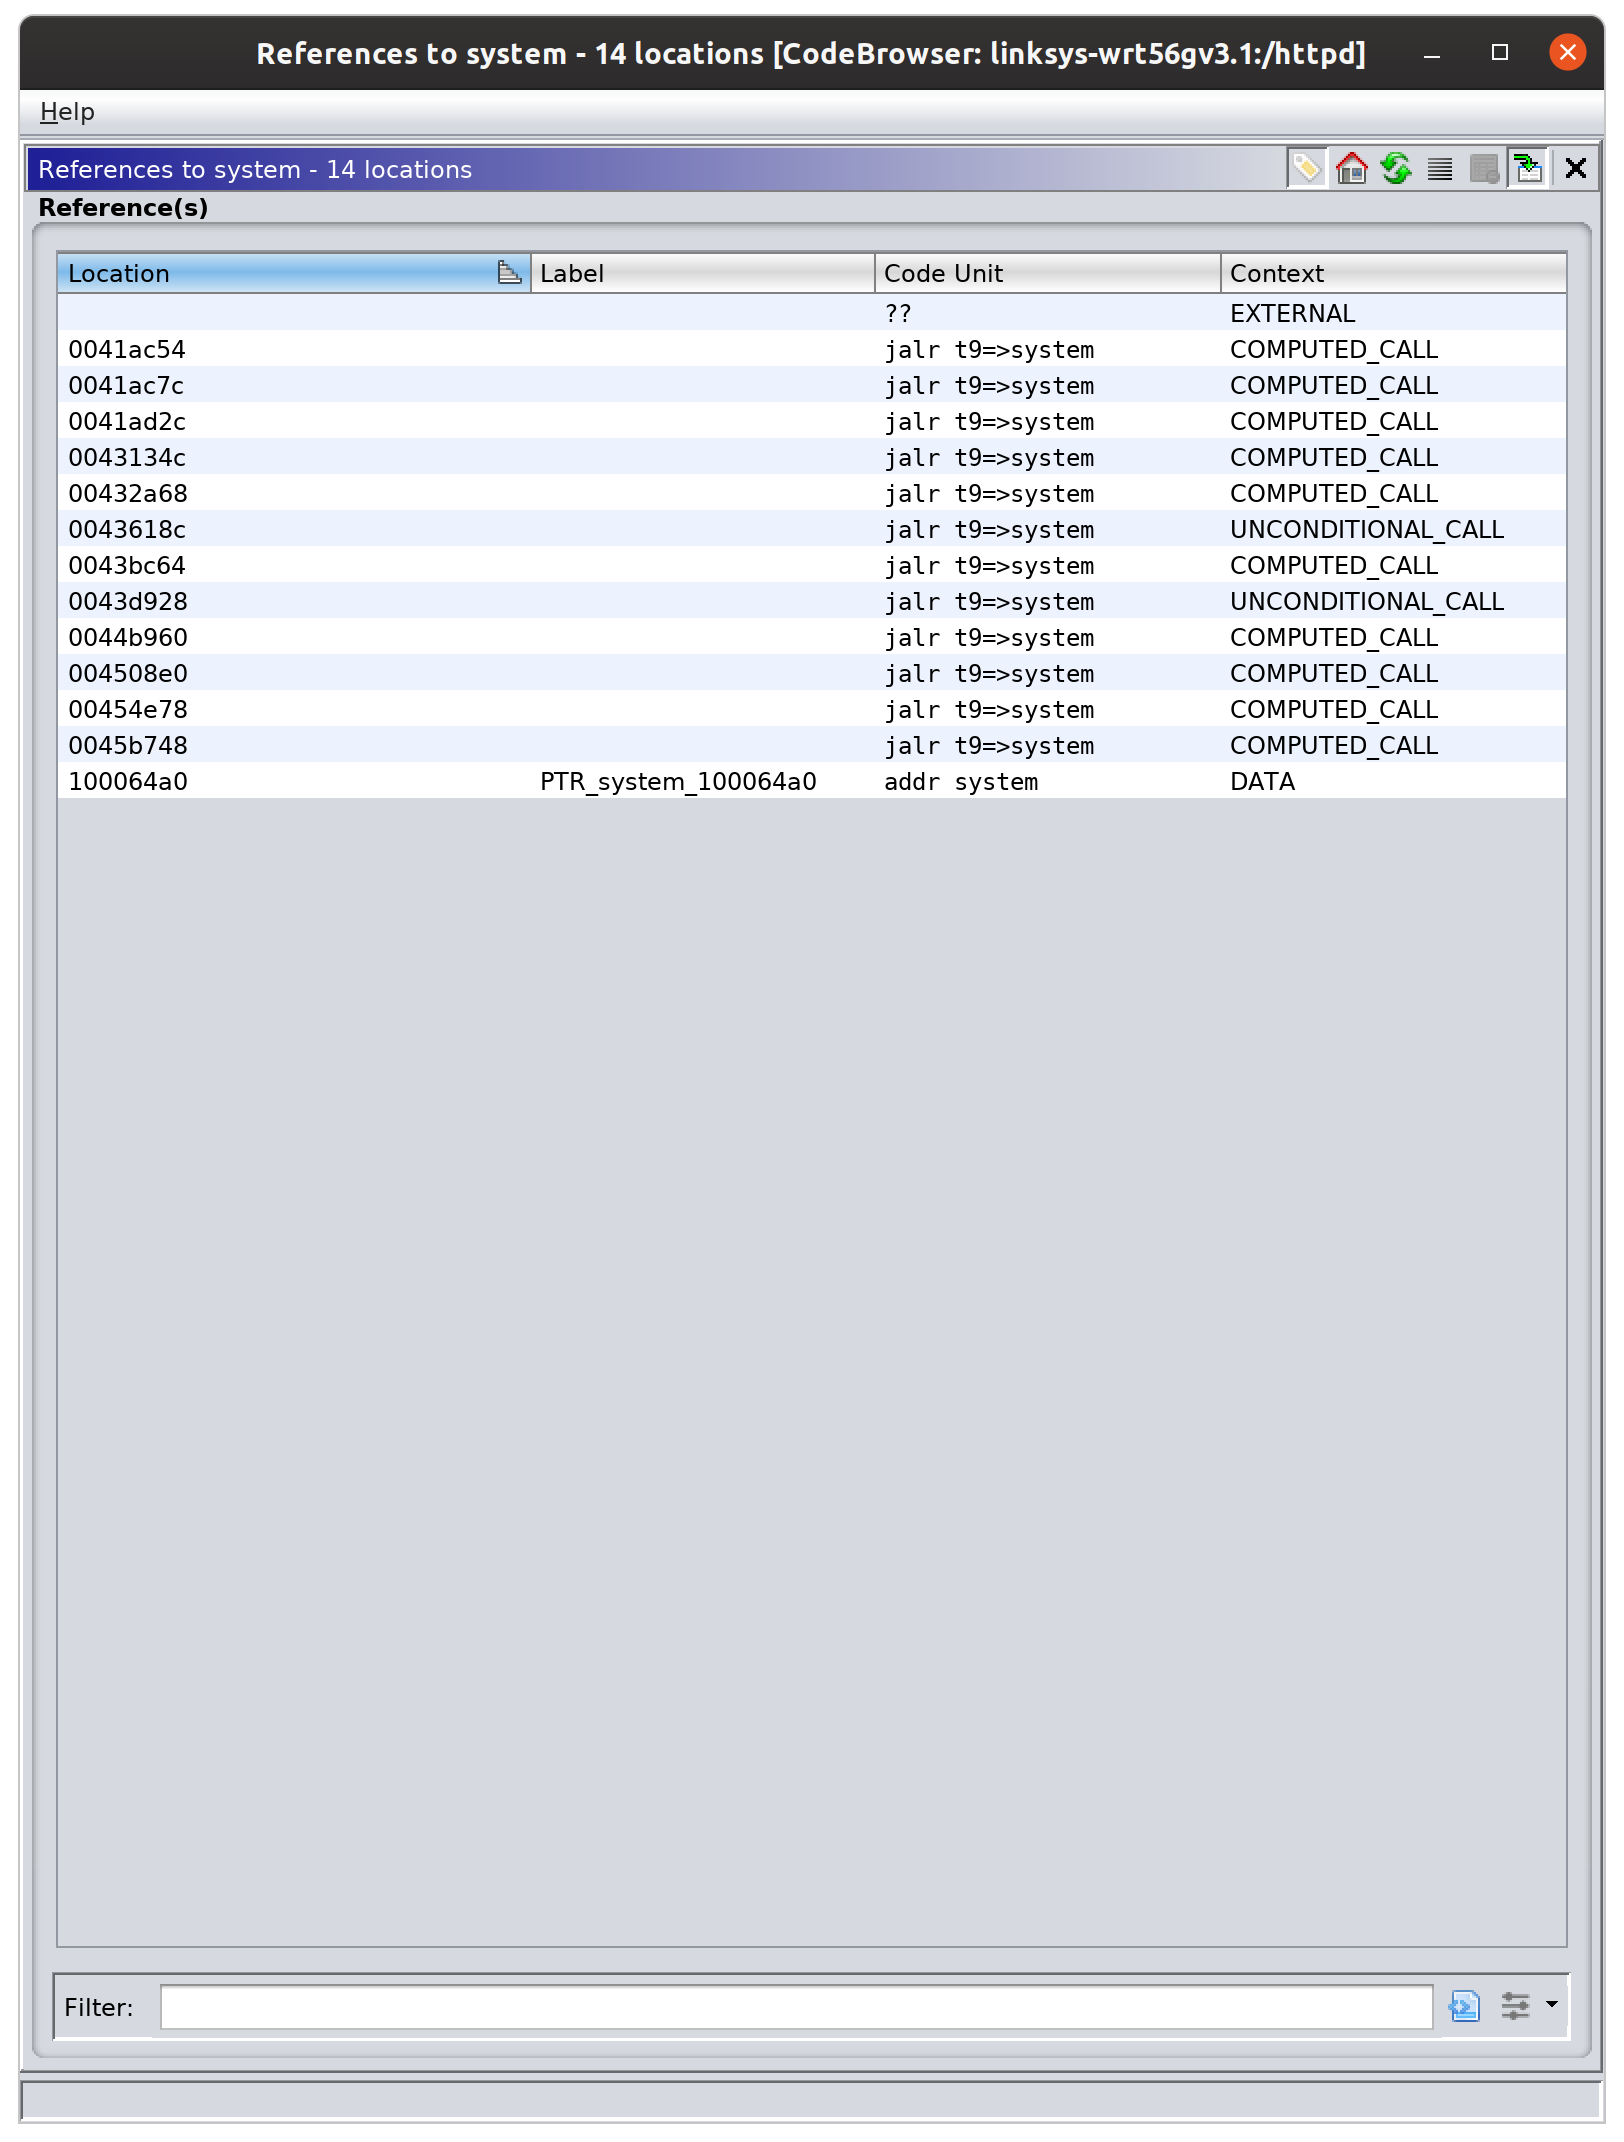 References to system - 14 locations [CodeBrowser: linksys-wrt56gv3.1:/httpd]
Help
References to system - 14 locations
Reference(s)
Location Label Code Unit Context
?? EXTERNAL
0041ac54 jalr t9=>system COMPUTED_CALL
0041ac7c jalr t9=>system COMPUTED_CALL
0041ad2c jalr t9=>system COMPUTED_CALL
0043134c jalr t9=>system COMPUTED_CALL
00432a68 jalr t9=>system COMPUTED_CALL
0043618c jalr t9=>system UNCONDITIONAL_CALL
0043bc64 jalr t9=>system COMPUTED_CALL
0043d928 jalr t9=>system UNCONDITIONAL_CALL
0044b960 jalr t9=>system COMPUTED_CALL
004508e0 jalr t9=>system COMPUTED_CALL
00454e78 jalr t9=>system COMPUTED_CALL
0045b748 jalr t9=>system COMPUTED_CALL
100064a0 PTR_system_100064a0 addr system DATA
Filter: